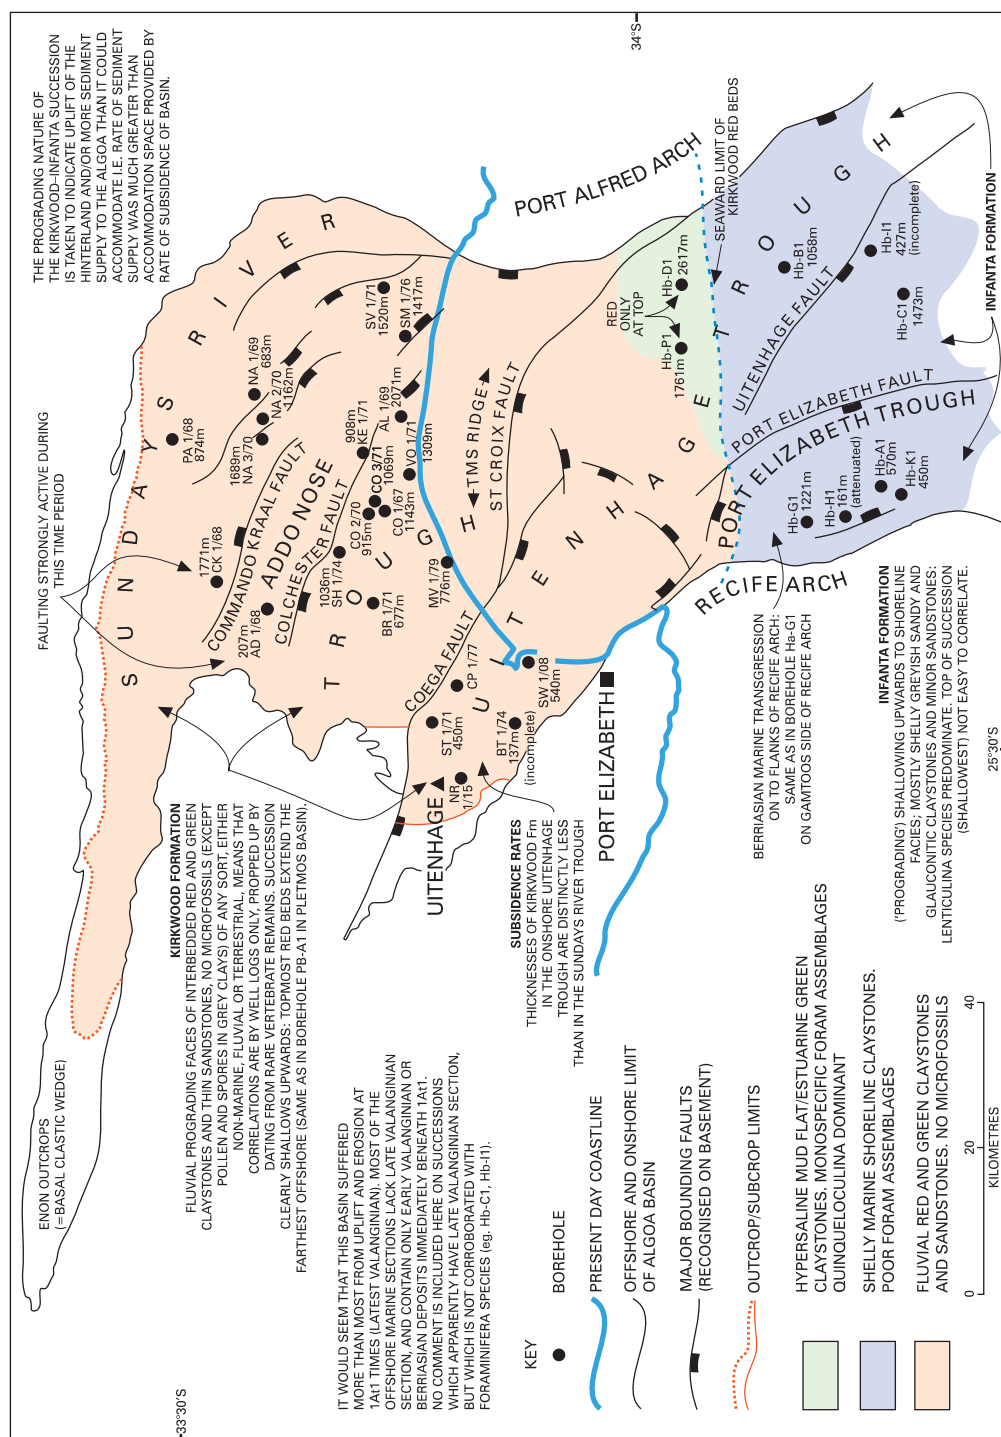 THE PROGRADING NATURE OF
THE KIRKWOOD–INFANTA SUCCESSION
IS TAKEN TO INDICATE UPLIFT OF THE
HINTERLAND AND/OR MORE SEDIMENT
SUPPLY TO THE ALGOA THAN IT COULD
ACCOMMODATE I.E. RATE OF SEDIMENT
SUPPLY WAS MUCH GREATER THAN
ACCOMMODATION SPACE PROVIDED BY
RATE OF SUBSIDENCE OF BASIN.
34°S
FAULTING STRONGLY ACTIVE DURING
THIS TIME PERIOD
ENON OUTCROPS
(=BASAL CLASTIC WEDGE)
33°30'S
SUNDAYS RIVER
TROUGH
PA 1/68
874m
NA 1/69
683m
NA 2/70
1162m
1689m
NA 3/70
1771m
CK 1/68
COMMANDO KRAAL FAULT
207m
AD 1/68
ADDO NOSE
COLCHESTER FAULT
1036m
SH 1/74
BR 1/71
677m
CO 2/70
915m
CO 3/71
1069m
CO 1/67
1143m
908m
KE 1/71
VO 1/71
1309m
AL 1/69
2071m
SV 1/71
1520m
SM 1/76
1417m
MV 1/79
776m
PORT ALFRED ARCH
TMS RIDGE
ST CROIX FAULT
COEGA FAULT
UITENHAGE TROUGH
CP 1/77
ST 1/71
450m
BT 1/74
137m
(incomplete)
SW 1/08
540m
NR
1/15
UITENHAGE
PORT ELIZABETH
RECIFE ARCH
SEAWARD LIMIT OF
KIRKWOOD RED BEDS
RED
ONLY
AT TOP
Hb-P1
1761m
Hb-D1
2617m
Hb-B1
1058m
Hb-I1
427m
(incomplete)
Hb-C1
1473m
UITENHAGE FAULT
PORT ELIZABETH FAULT
PORT ELIZABETH TROUGH
Hb-G1
1221m
Hb-H1
161m
(attenuated)
Hb-A1
570m
Hb-K1
450m
INFANTA FORMATION
KIRKWOOD FORMATION
FLUVIAL PROGRADING FACES OF INTERBEDDED RED AND GREEN
CLAYSTONES AND THIN SANDSTONES, NO MICROFOSSILS (EXCEPT
POLLEN AND SPORES IN GREY CLAYS) OF ANY SORT, EITHER
NON-MARINE, FLUVIAL OR TERRESTRIAL, MEANS THAT
CORRELATIONS ARE BY WELL LOGS ONLY, PROPPED UP BY
DATING FROM RARE VERTEBRATE REMAINS. SUCCESSION
CLEARLY SHALLOWS UPWARDS: TOPMOST RED BEDS EXTEND THE
FARTHEST OFFSHORE (SAME AS IN BOREHOLE PB-A1 IN PLETMOS BASIN).
SUBSIDENCE RATES
THICKNESSES OF KIRKWOOD Fm
IN THE ONSHORE UITENHAGE
TROUGH ARE DISTINCTLY LESS
THAN IN THE SUNDAYS RIVER TROUGH
BERRIASIAN MARINE TRANSGRESSION
ON TO FLANKS OF RECIFE ARCH:
SAME AS IN BOREHOLE Ha-G1
ON GAMTOOS SIDE OF RECIFE ARCH
INFANTA FORMATION
('PROGRADING') SHALLOWING UPWARDS TO SHORELINE
FACIES; MOSTLY SHELLY GREYISH SANDY AND
GLAUCONITIC CLAYSTONES AND MINOR SANDSTONES:
LENTICULINA SPECIES PREDOMINATE. TOP OF SUCCESSION
(SHALLOWEST) NOT EASY TO CORRELATE.
25°30'S
IT WOULD SEEM THAT THIS BASIN SUFFERED
MORE THAN MOST FROM UPLIFT AND EROSION AT
1At1 TIMES (LATEST VALANGINIAN). MOST OF THE
OFFSHORE MARINE SECTIONS LACK LATE VALANGINIAN
SECTION, AND CONTAIN ONLY EARLY VALANGINIAN OR
BERRIASIAN DEPOSITS IMMEDIATELY BENEATH 1At1.
NO COMMENT IS INCLUDED HERE ON SUCCESSIONS
WHICH APPARENTLY HAVE LATE VALANGINIAN SECTION,
BUT WHICH IS NOT CORROBORATED WITH
FORAMINIFERA SPECIES (eg. Hb-C1, Hb-I1).
KEY
BOREHOLE
PRESENT DAY COASTLINE
OFFSHORE AND ONSHORE LIMIT
OF ALGOA BASIN
MAJOR BOUNDING FAULTS
(RECOGNISED ON BASEMENT)
OUTCROP/SUBCROP LIMITS
HYPERSALINE MUD FLAT/ESTUARINE GREEN
CLAYSTONES. MONOSPECIFIC FORAM ASSEMBLAGES
QUINQUELOCULINA DOMINANT
SHELLY MARINE SHORELINE CLAYSTONES.
POOR FORAM ASSEMBLAGES
FLUVIAL RED AND GREEN CLAYSTONES
AND SANDSTONES. NO MICROFOSSILS
0 20 40
KILOMETRES